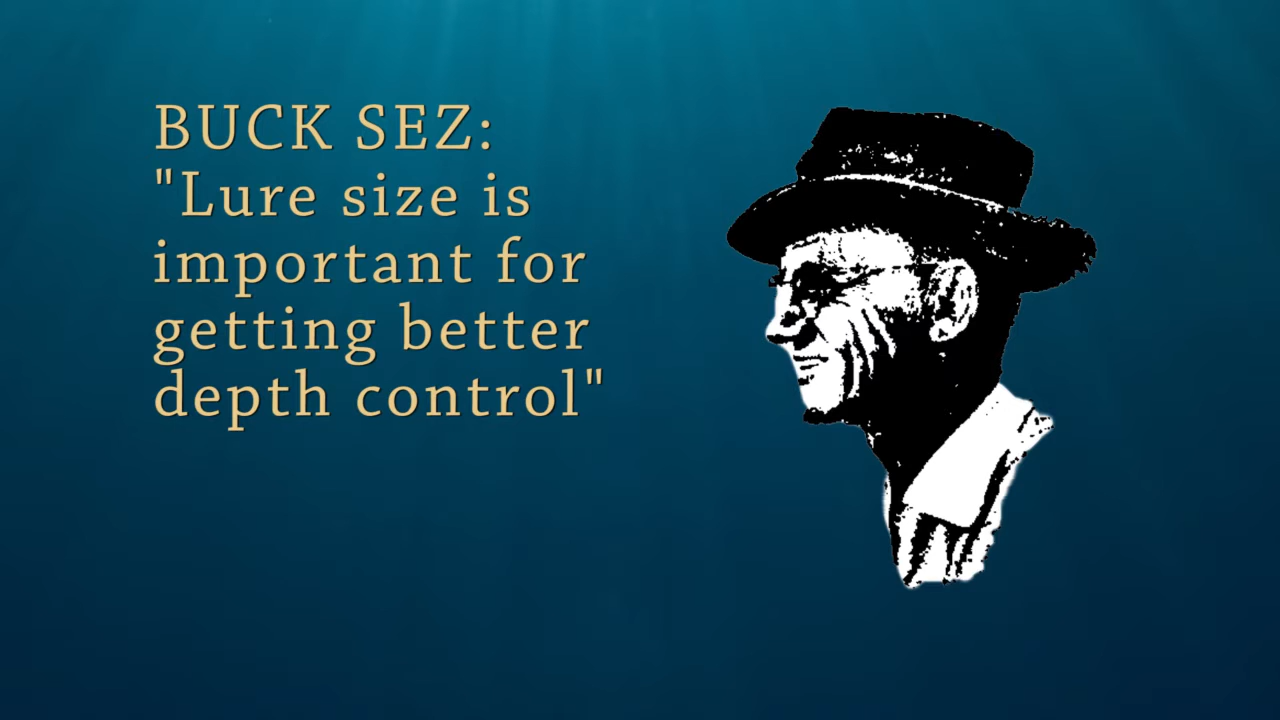 BUCK SEZ:
"Lure size is
important for
getting better
depth control"